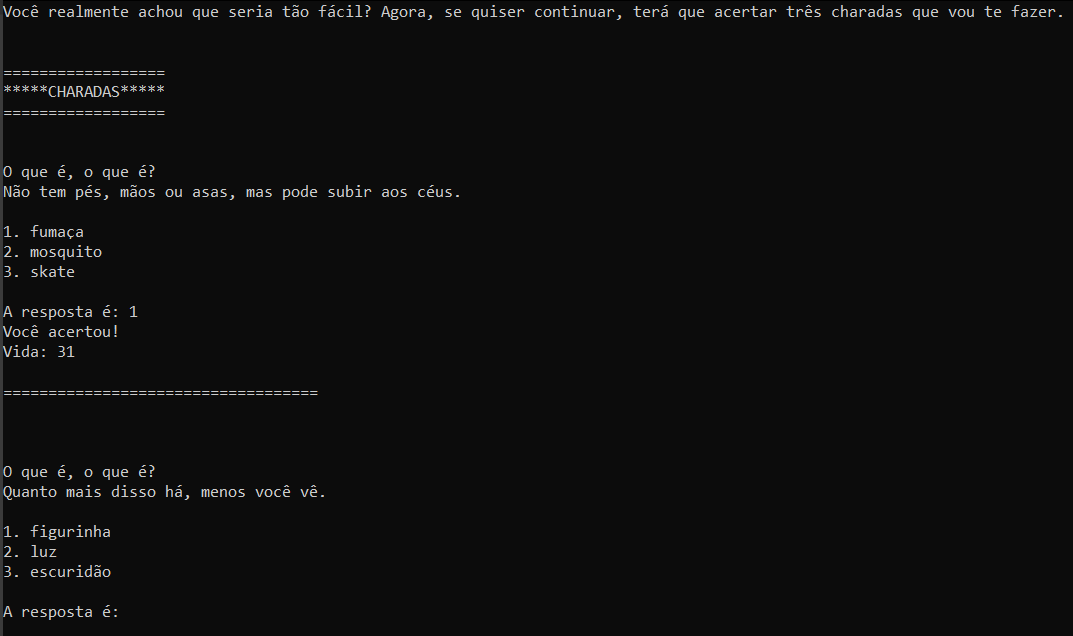 Você realmente achou que seria tão fácil? Agora, se quiser continuar, terá que acertar três charadas que vou te fazer.
==================
*****CHARADAS*****
==================
O que é, o que é?
Não tem pés, mãos ou asas, mas pode subir aos céus.
1. fumaça
2. mosquito
3. skate
A resposta é: 1
Você acertou!
Vida: 31
===================================
O que é, o que é?
Quanto mais disso há, menos você vê.
1. figurinha
2. luz
3. escuridão
A resposta é: